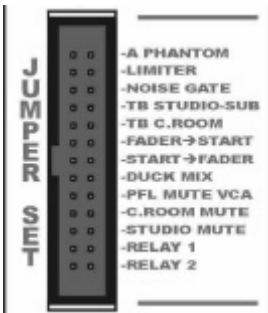 JUMPER SET
-A PHANTOM
-LIMITER
-NOISE GATE
-TB STUDIO-SUB
-TB C.ROOM
-FADER→START
-START→FADER
-DUCK MIX
-PFL MUTE VCA
-C.ROOM MUTE
-STUDIO MUTE
-RELAY 1
-RELAY 2